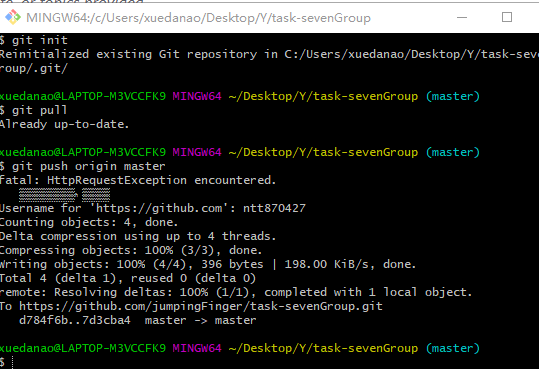 MINGW64:/c/Users/xuedanao/Desktop/Y/task-sevenGroup
$ git init
Reinitialized existing Git repository in C:/Users/xuedanao/Desktop/Y/task-seve
roup/.git/
xuedanao@LAPTOP-M3VCCFK9 MINGW64 ~/Desktop/Y/task-sevenGroup (master)
$ git pull
Already up-to-date.
xuedanao@LAPTOP-M3VCCFK9 MINGW64 ~/Desktop/Y/task-sevenGroup (master)
$ git push origin master
fatal: HttpRequestException encountered.
Username for 'https://github.com': ntt870427
Counting objects: 4, done.
Delta compression using up to 4 threads.
Compressing objects: 100% (3/3), done.
Writing objects: 100% (4/4), 396 bytes | 198.00 KiB/s, done.
Total 4 (delta 1), reused 0 (delta 0)
remote: Resolving deltas: 100% (1/1), completed with 1 local object.
To https://github.com/jumpingFinger/task-sevenGroup.git
d784f6b..7d3cba4 master -> master
xuedanao@LAPTOP-M3VCCFK9 MINGW64 ~/Desktop/Y/task-sevenGroup (master)
$